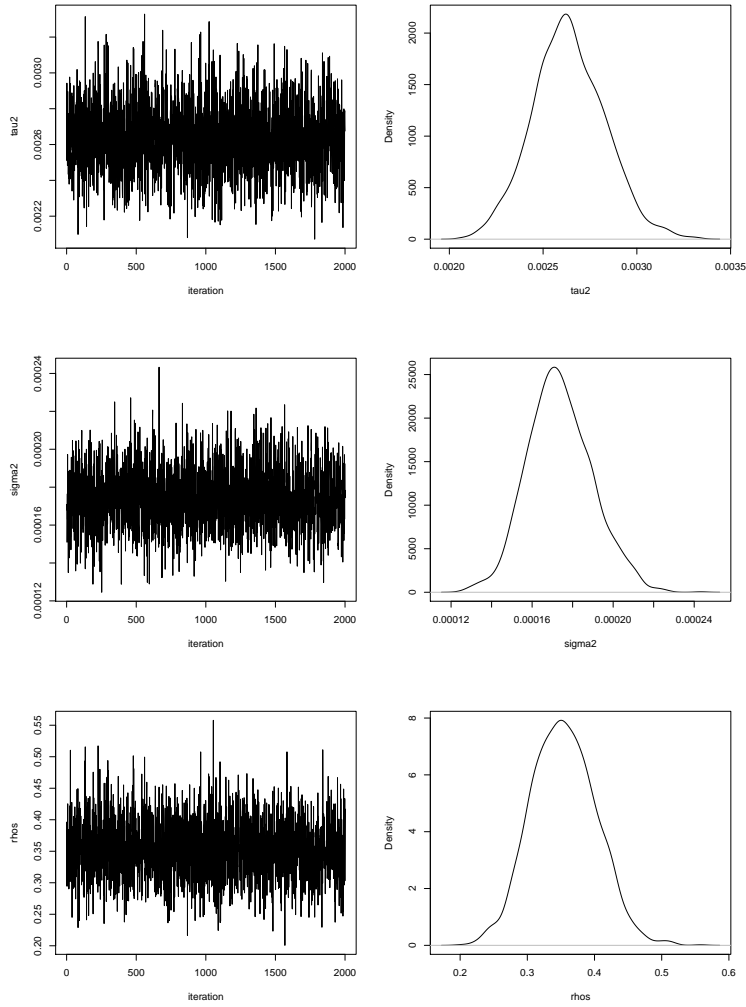 0.0022 0.0026 0.0030
tau2
0 500 1000 1500 2000
iteration
0 500 1000 1500 2000
Density
0.0020 0.0025 0.0030 0.0035
tau2
0.00012 0.00016 0.00020 0.00024
sigma2
0 500 1000 1500 2000
iteration
0 5000 10000 15000 20000 25000
Density
0.00012 0.00016 0.00020 0.00024
sigma2
0.20 0.25 0.30 0.35 0.40 0.45 0.50 0.55
rhos
0 500 1000 1500 2000
iteration
0 2 4 6 8
Density
0.2 0.3 0.4 0.5 0.6
rhos